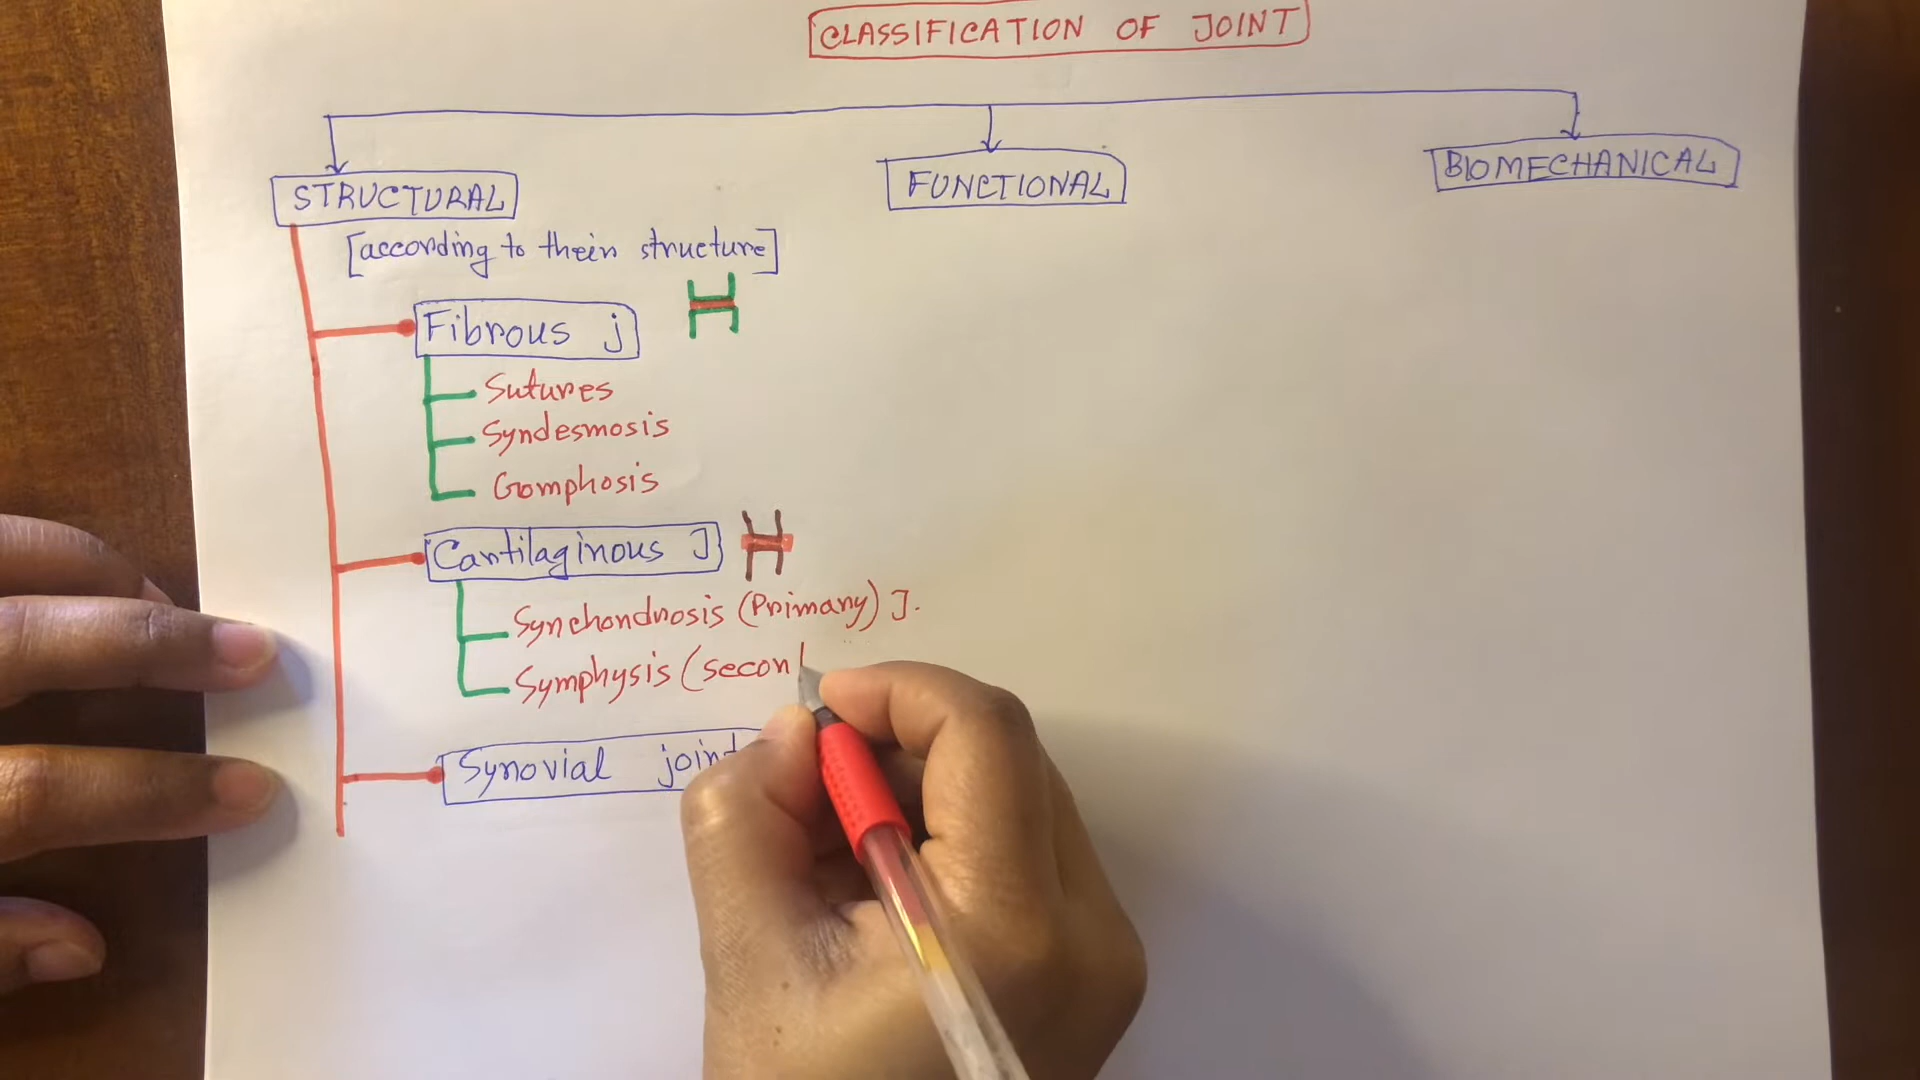 CLASSIFICATION OF JOINT
STRUCTURAL
FUNCTIONAL
BIOMECHANICAL
[according to their structure]
Fibrous j
Sutures
Syndesmosis
Gomphosis
Cartilaginous J
Synchondrosis (Primary) J.
Symphysis (secon
Synovial joint